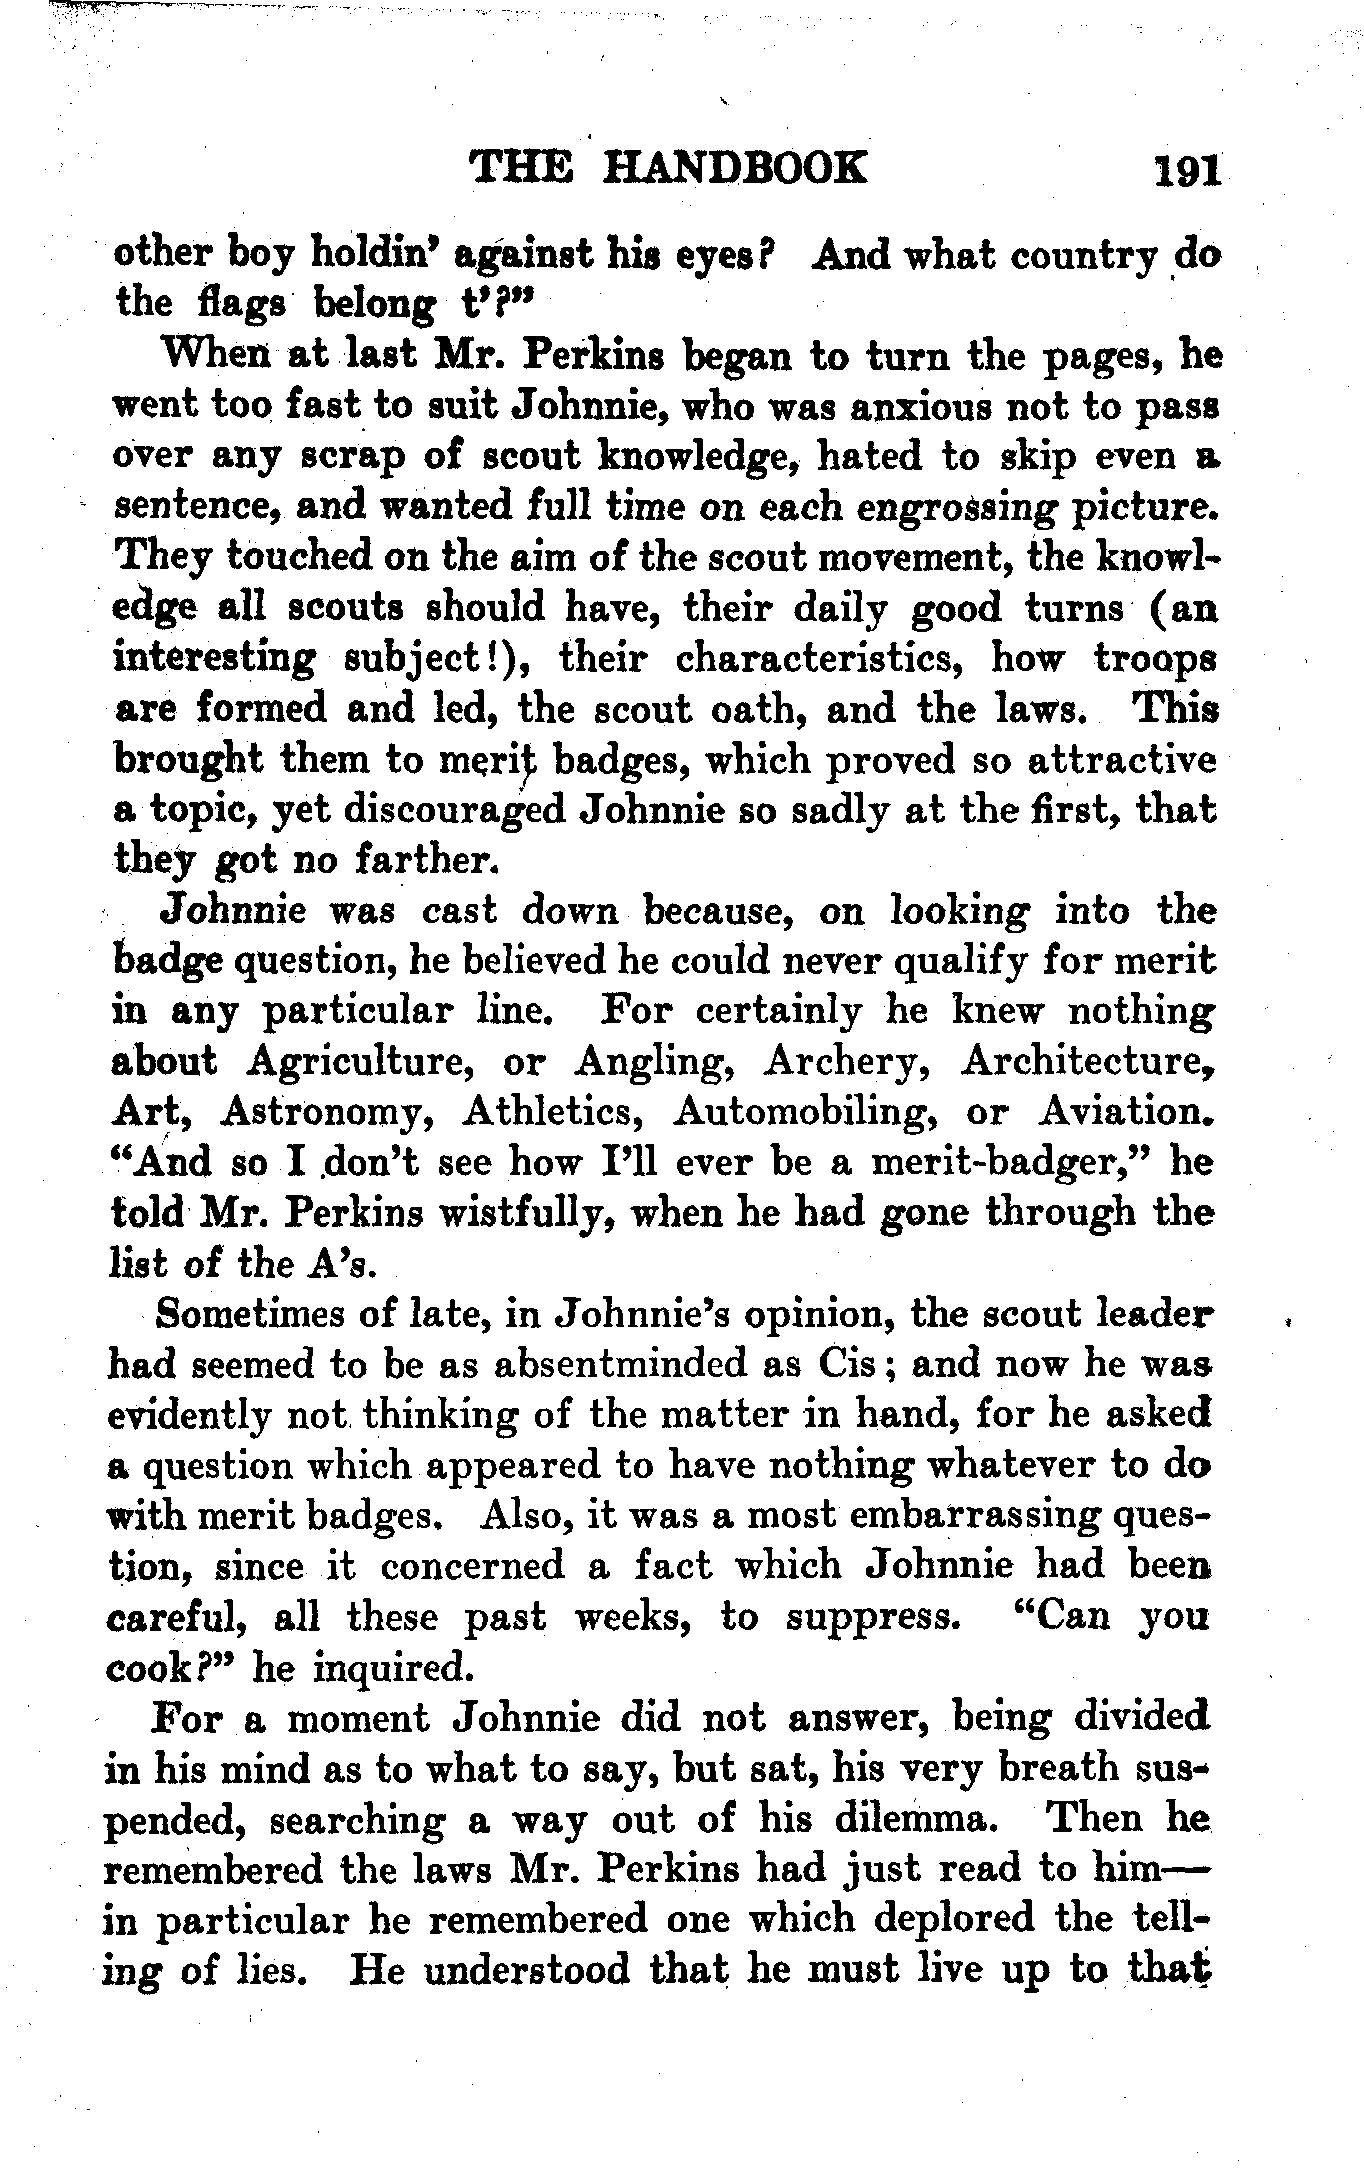 THE HANDBOOK 191
other boy holdin' against his eyes? And what country do
the flags belong t'?"
When at last Mr. Perkins began to turn the pages, he
went too fast to suit Johnnie, who was anxious not to pass
over any scrap of scout knowledge, hated to skip even a
sentence, and wanted full time on each engrossing picture.
They touched on the aim of the scout movement, the knowl-
edge all scouts should have, their daily good turns (an
interesting subject!), their characteristics, how troops
are formed and led, the scout oath, and the laws. This
brought them to merit badges, which proved so attractive
a topic, yet discouraged Johnnie so sadly at the first, that
they got no farther.
Johnnie was cast down because, on looking into the
badge question, he believed he could never qualify for merit
in any particular line. For certainly he knew nothing
about Agriculture, or Angling, Archery, Architecture,
Art, Astronomy, Athletics, Automobiling, or Aviation.
"And so I don't see how I'll ever be a merit-badger," he
told Mr. Perkins wistfully, when he had gone through the
list of the A's.
Sometimes of late, in Johnnie's opinion, the scout leader
had seemed to be as absentminded as Cis; and now he was
evidently not thinking of the matter in hand, for he asked
a question which appeared to have nothing whatever to do
with merit badges. Also, it was a most embarrassing ques-
tion, since it concerned a fact which Johnnie had been
careful, all these past weeks, to suppress. "Can you
cook?" he inquired.
For a moment Johnnie did not answer, being divided
in his mind as to what to say, but sat, his very breath sus-
pended, searching a way out of his dilemma. Then he
remembered the laws Mr. Perkins had just read to him—
in particular he remembered one which deplored the tell-
ing of lies. He understood that he must live up to that